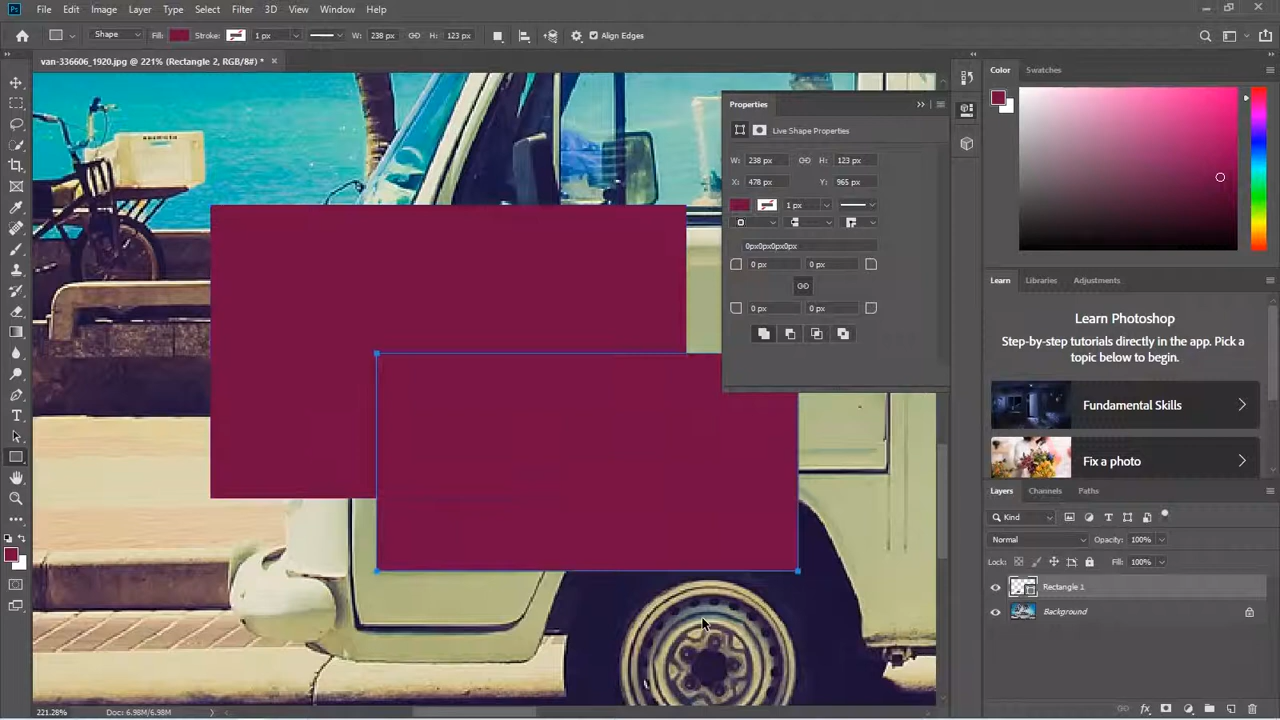 Ps File Edit Image Layer Type Select Filter 3D View Window Help
Shape Fill: Stroke: 1 px W: 238 px H: 123 px Align Edges
van-336606_1920.jpg @ 221% (Rectangle 2, RGB/8#) *
Color Swatches
Properties
Live Shape Properties
W: 238 px H: 123 px
X: 478 px Y: 965 px
1 px
0px0px0px0px
0 px 0 px
0 px 0 px
Learn Libraries Adjustments
Learn Photoshop
Step-by-step tutorials directly in the app. Pick a
topic below to begin.
Fundamental Skills
Fix a photo
Layers Channels Paths
Kind
Normal Opacity: 100%
Lock: Fill: 100%
Rectangle 1
Background
221.28% Doc: 6.98M/6.98M